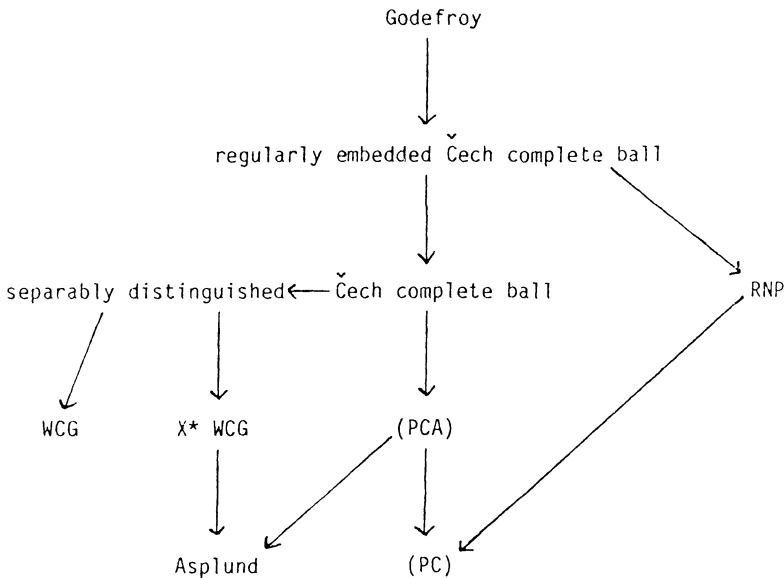 Godefroy
regularly embedded Čech complete ball
separably distinguished Čech complete ball RNP
WCG X* WCG (PCA)
Asplund (PC)